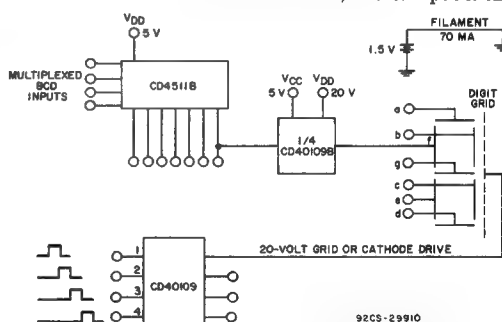 FILAMENT
70 MA
1.5 V
VDD
5 V
MULTIPLEXED
BCD
INPUTS
CD4511B
VCC
5 V
VDD
20 V
1/4
CD40109B
DIGIT
GRID
a
b
f
g
c
e
d
20-VOLT GRID OR CATHODE DRIVE
1
2
3
4
CD40109
92CS-29910